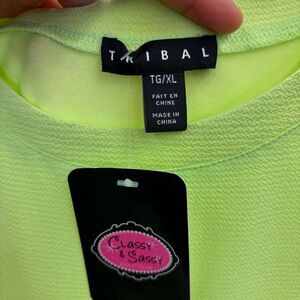 TRIBAL
TG/XL
FAIT EN
CHINE
MADE IN
CHINA
Classy
& Sassy